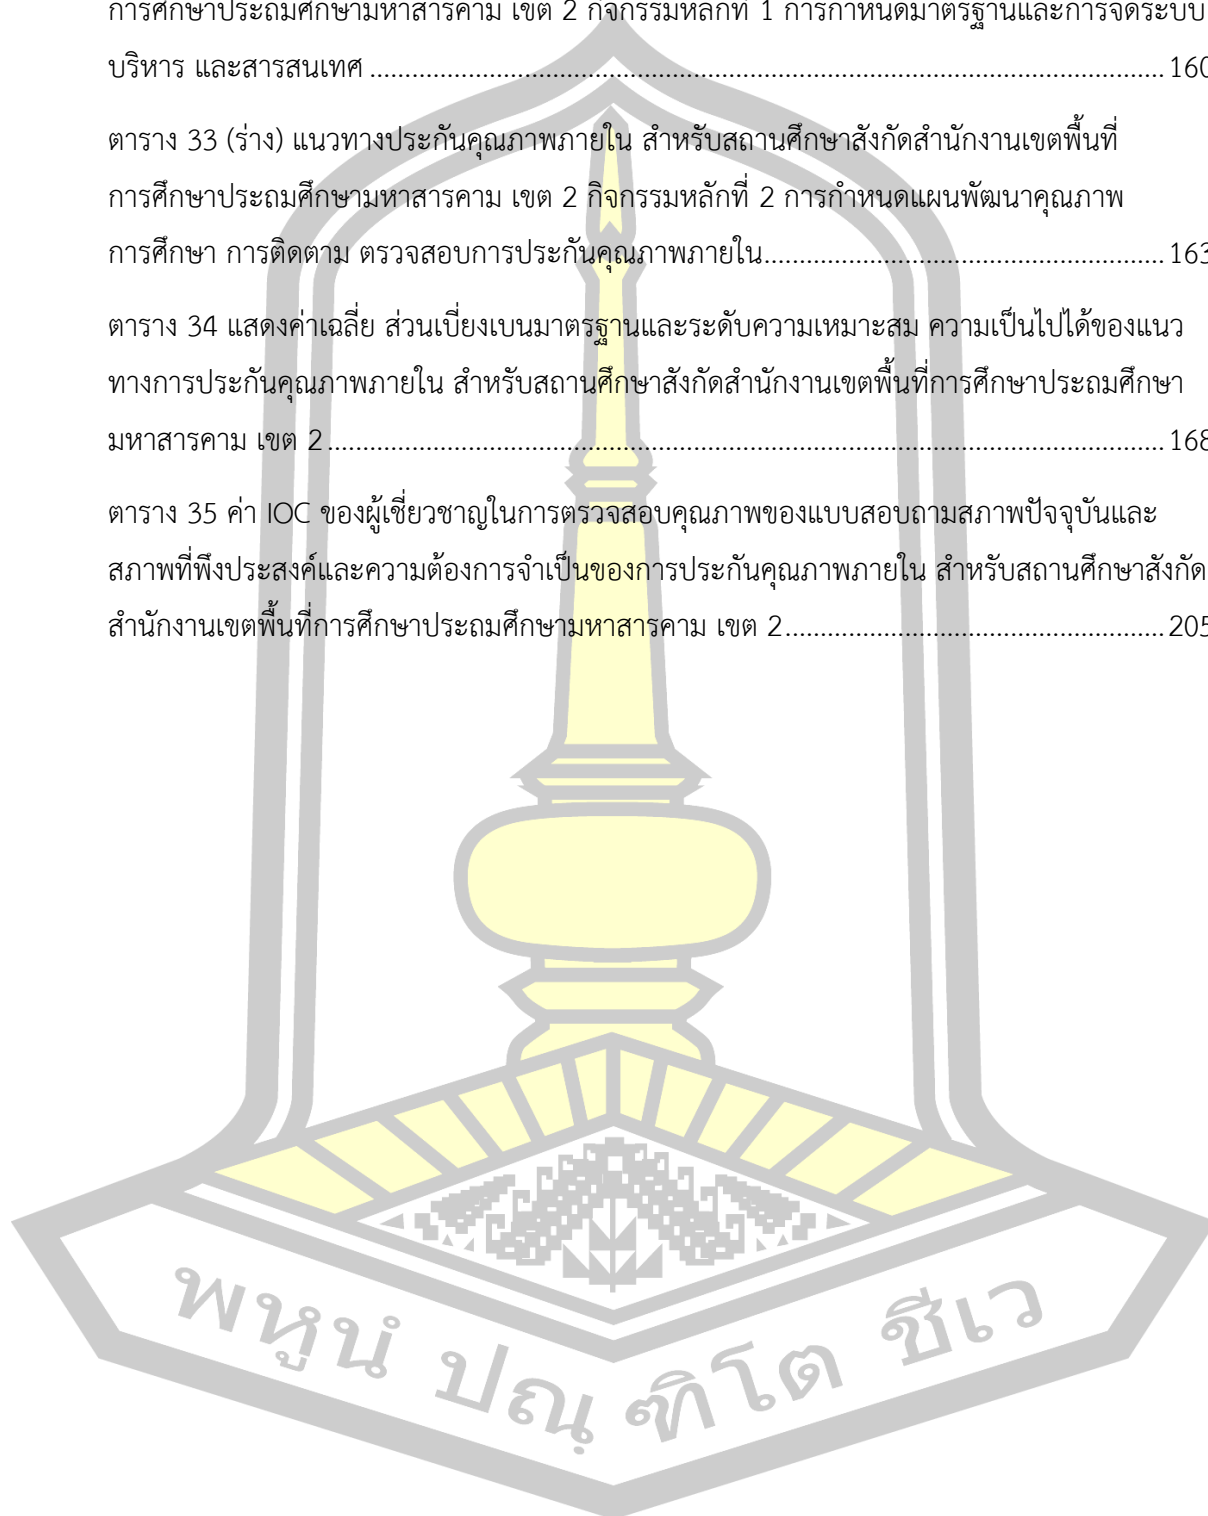 การศึกษาประถมศึกษามหาสารคาม เขต 2 กิจกรรมหลักที่ 1 การกำหนดมาตรฐานและการจัดระบบ
บริหาร และสารสนเทศ ........................................................................................................ 160
ตาราง 33 (ร่าง) แนวทางประกันคุณภาพภายใน สำหรับสถานศึกษาสังกัดสำนักงานเขตพื้นที่
การศึกษาประถมศึกษามหาสารคาม เขต 2 กิจกรรมหลักที่ 2 การกำหนดแผนพัฒนาคุณภาพ
การศึกษา การติดตาม ตรวจสอบการประกันคุณภาพภายใน.................................................... 163
ตาราง 34 แสดงค่าเฉลี่ย ส่วนเบี่ยงเบนมาตรฐานและระดับความเหมาะสม ความเป็นไปได้ของแนว
ทางการประกันคุณภาพภายใน สำหรับสถานศึกษาสังกัดสำนักงานเขตพื้นที่การศึกษาประถมศึกษา
มหาสารคาม เขต 2 ............................................................................................................. 168
ตาราง 35 ค่า IOC ของผู้เชี่ยวชาญในการตรวจสอบคุณภาพของแบบสอบถามสภาพปัจจุบันและ
สภาพที่พึงประสงค์และความต้องการจำเป็นของการประกันคุณภาพภายใน สำหรับสถานศึกษาสังกัด
สำนักงานเขตพื้นที่การศึกษาประถมศึกษามหาสารคาม เขต 2.................................................. 205
พหูนํ ปณฺ ฑิโต ชีเว